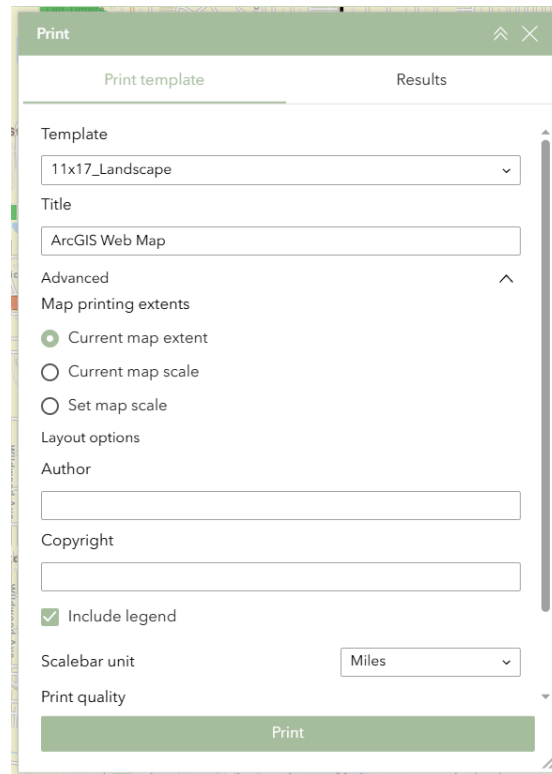 Print
Print template
Results
Template
11x17_Landscape
Title
ArcGIS Web Map
Advanced
Map printing extents
Current map extent
Current map scale
Set map scale
Layout options
Author
Copyright
Include legend
Scalebar unit
Miles
Print quality
Print